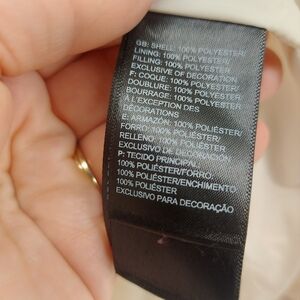 GB: SHELL: 100% POLYESTER/
LINING: 100% POLYESTER/
FILLING: 100% POLYESTER
EXCLUSIVE OF DECORATION
F: COQUE: 100% POLYESTER/
DOUBLURE: 100% POLYESTER/
BOURRAGE: 100% POLYESTER
À L'EXCEPTION DES
DÉCORATIONS
E: ARMAZÓN: 100% POLIÉSTER/
FORRO: 100% POLIÉSTER/
RELLENO: 100% POLIÉSTER
EXCLUSIVO DE DECORACIÓN
P: TECIDO PRINCIPAL:
100% POLIÉSTER/FORRO:
100% POLIÉSTER/ENCHIMENTO
100% POLIÉSTER
EXCLUSIVO PARA DECORAÇÃO